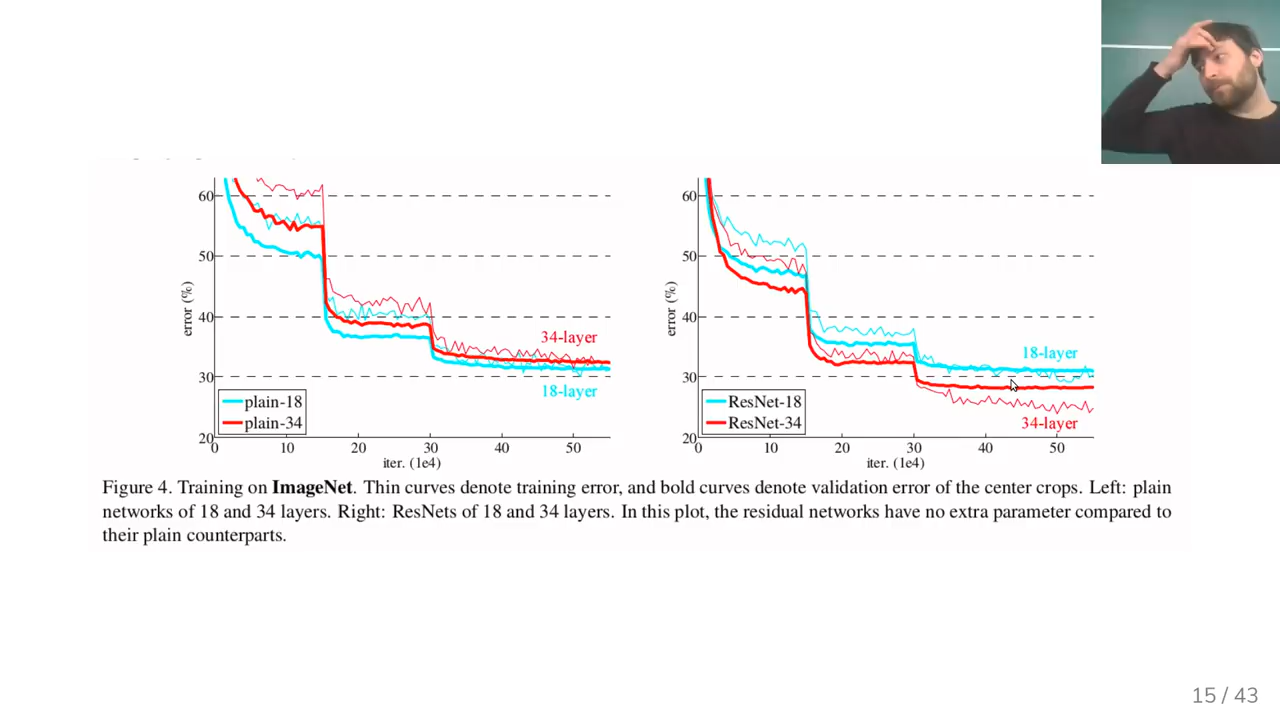 60
50
40
30
20
error (%)
0
10
20
30
40
50
iter. (1e4)
34-layer
18-layer
plain-18
plain-34
60
50
40
30
20
error (%)
0
10
20
30
40
50
iter. (1e4)
18-layer
34-layer
ResNet-18
ResNet-34
Figure 4. Training on ImageNet. Thin curves denote training error, and bold curves denote validation error of the center crops. Left: plain
networks of 18 and 34 layers. Right: ResNets of 18 and 34 layers. In this plot, the residual networks have no extra parameter compared to
their plain counterparts.
15 / 43